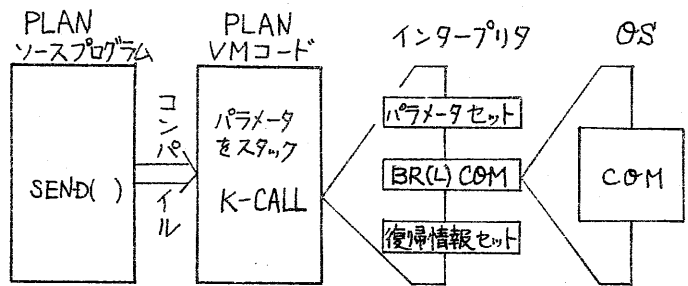 PLAN
ソースプログラム
SEND( )
コンパイル
PLAN
VMコード
パラメータ
をスタック
K-CALL
インタープリタ
パラメータセット
BR(L) COM
復帰情報セット
OS
COM